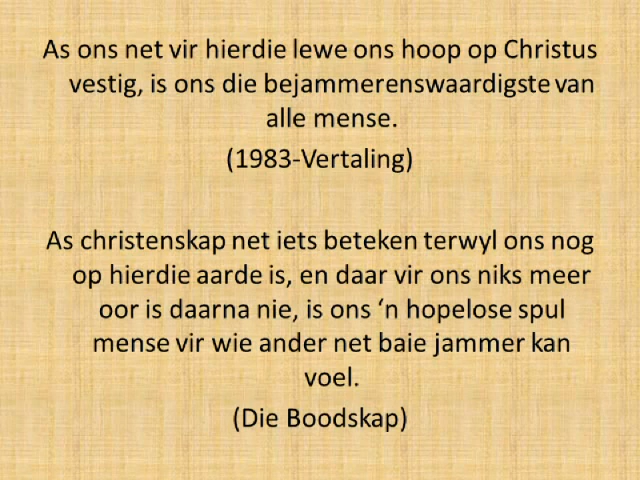 As ons net vir hierdie lewe ons hoop op Christus
vestig, is ons die bejammerenswaardigste van
alle mense.
(1983-Vertaling)
As christenskap net iets beteken terwyl ons nog
op hierdie aarde is, en daar vir ons niks meer
oor is daarna nie, is ons ‘n hopelose spul
mense vir wie ander net baie jammer kan
voel.
(Die Boodskap)